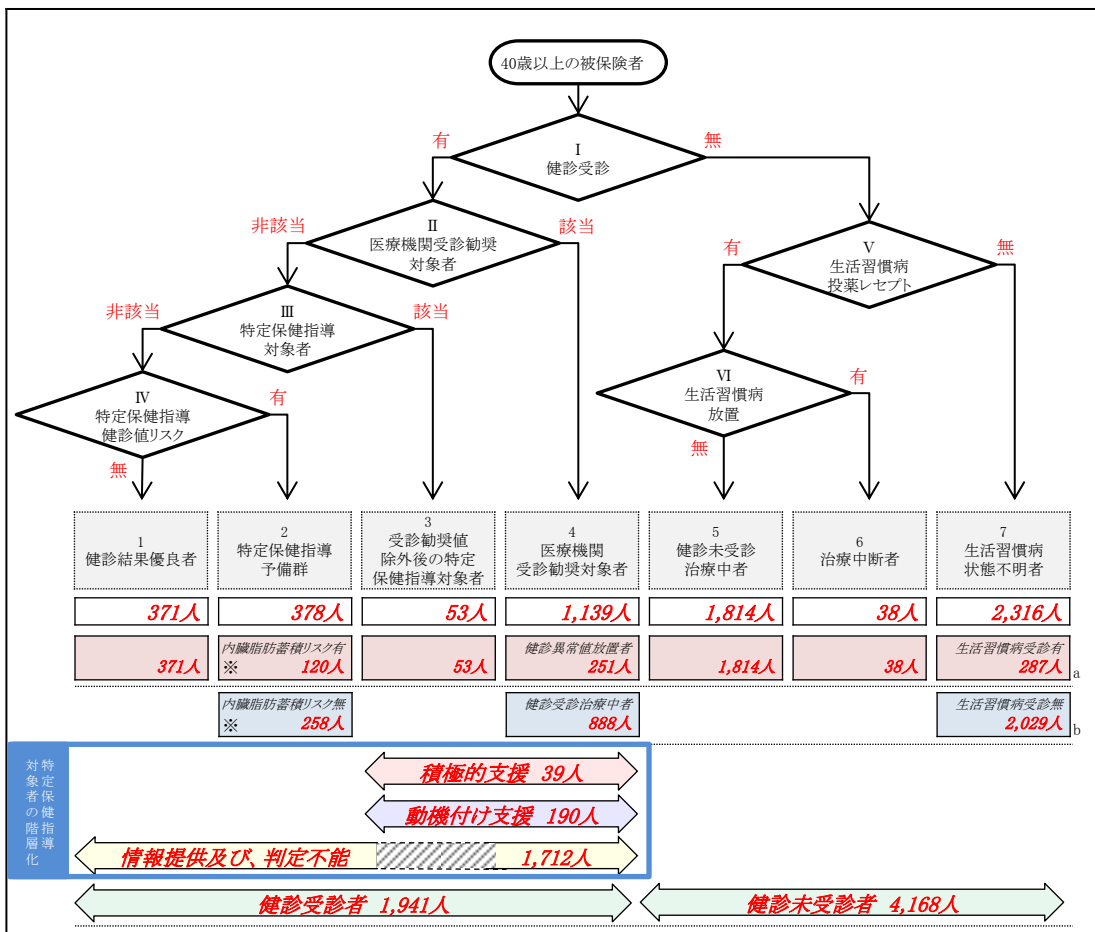 40歳以上の被保険者
有
Ⅰ
健診受診
無
非該当
Ⅱ
医療機関受診勧奨
対象者
該当
有
Ⅴ
生活習慣病
投薬レセプト
無
非該当
Ⅲ
特定保健指導
対象者
該当
Ⅵ
生活習慣病
放置
有
無
Ⅳ
特定保健指導
健診値リスク
有
無
1
健診結果優良者
2
特定保健指導
予備群
3
受診勧奨値
除外後の特定
保健指導対象者
4
医療機関
受診勧奨対象者
5
健診未受診
治療中者
6
治療中断者
7
生活習慣病
状態不明者
371人
378人
53人
1,139人
1,814人
38人
2,316人
371人
内臓脂肪蓄積リスク有
※ 120人
53人
健診異常値放置者
251人
1,814人
38人
生活習慣病受診有
287人
a
内臓脂肪蓄積リスク無
※ 258人
健診受診治療中者
888人
生活習慣病受診無
2,029人
b
特定保健指導
対象者の階層化
積極的支援 39人
動機付け支援 190人
情報提供及び、判定不能 1,712人
健診受診者 1,941人
健診未受診者 4,168人